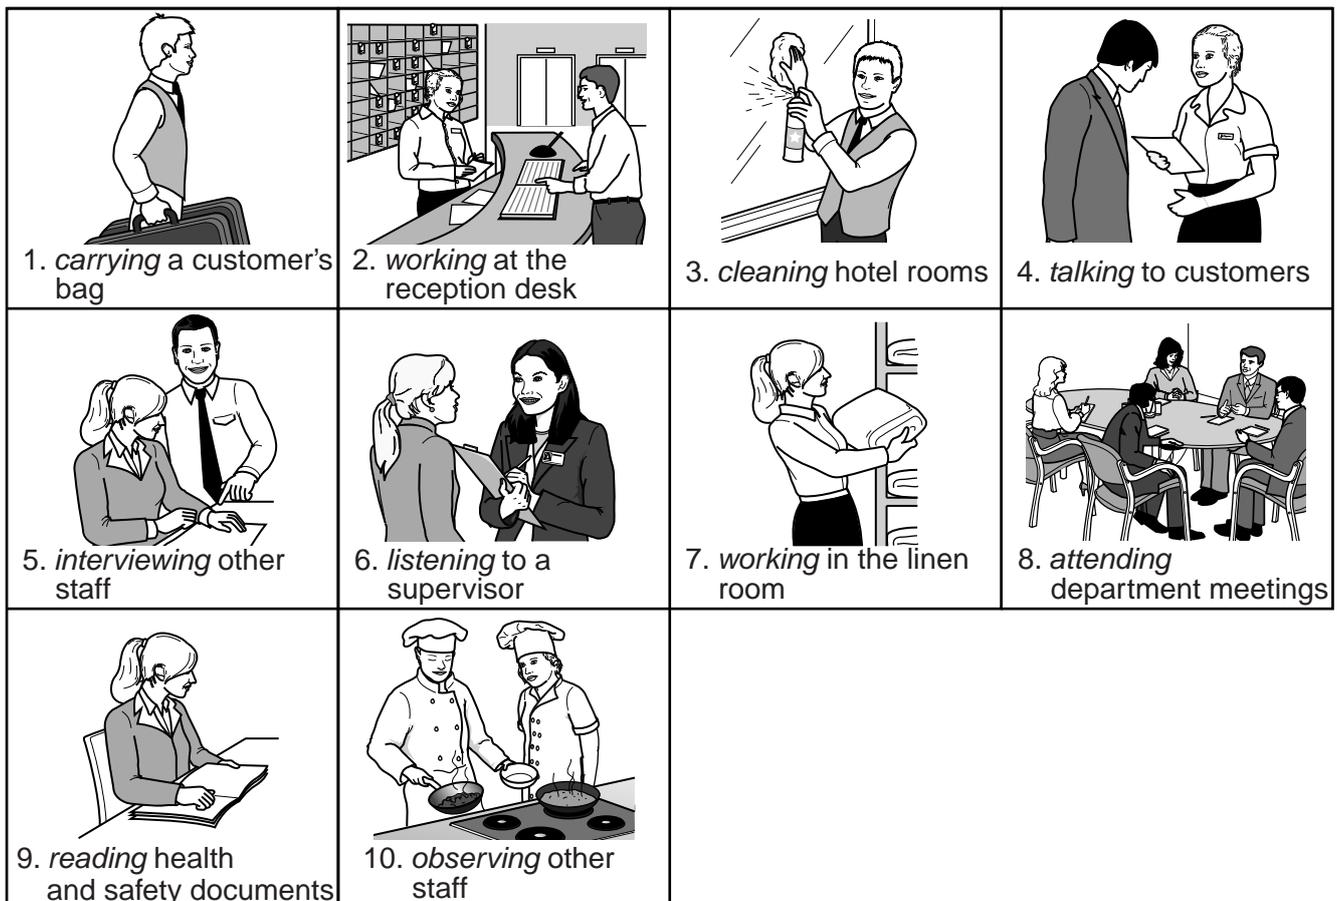 1. carrying a customer’s
bag
2. working at the
reception desk
3. cleaning hotel rooms
4. talking to customers
5. interviewing other
staff
6. listening to a
supervisor
7. working in the linen
room
8. attending
department meetings
9. reading health
and safety documents
10. observing other
staff